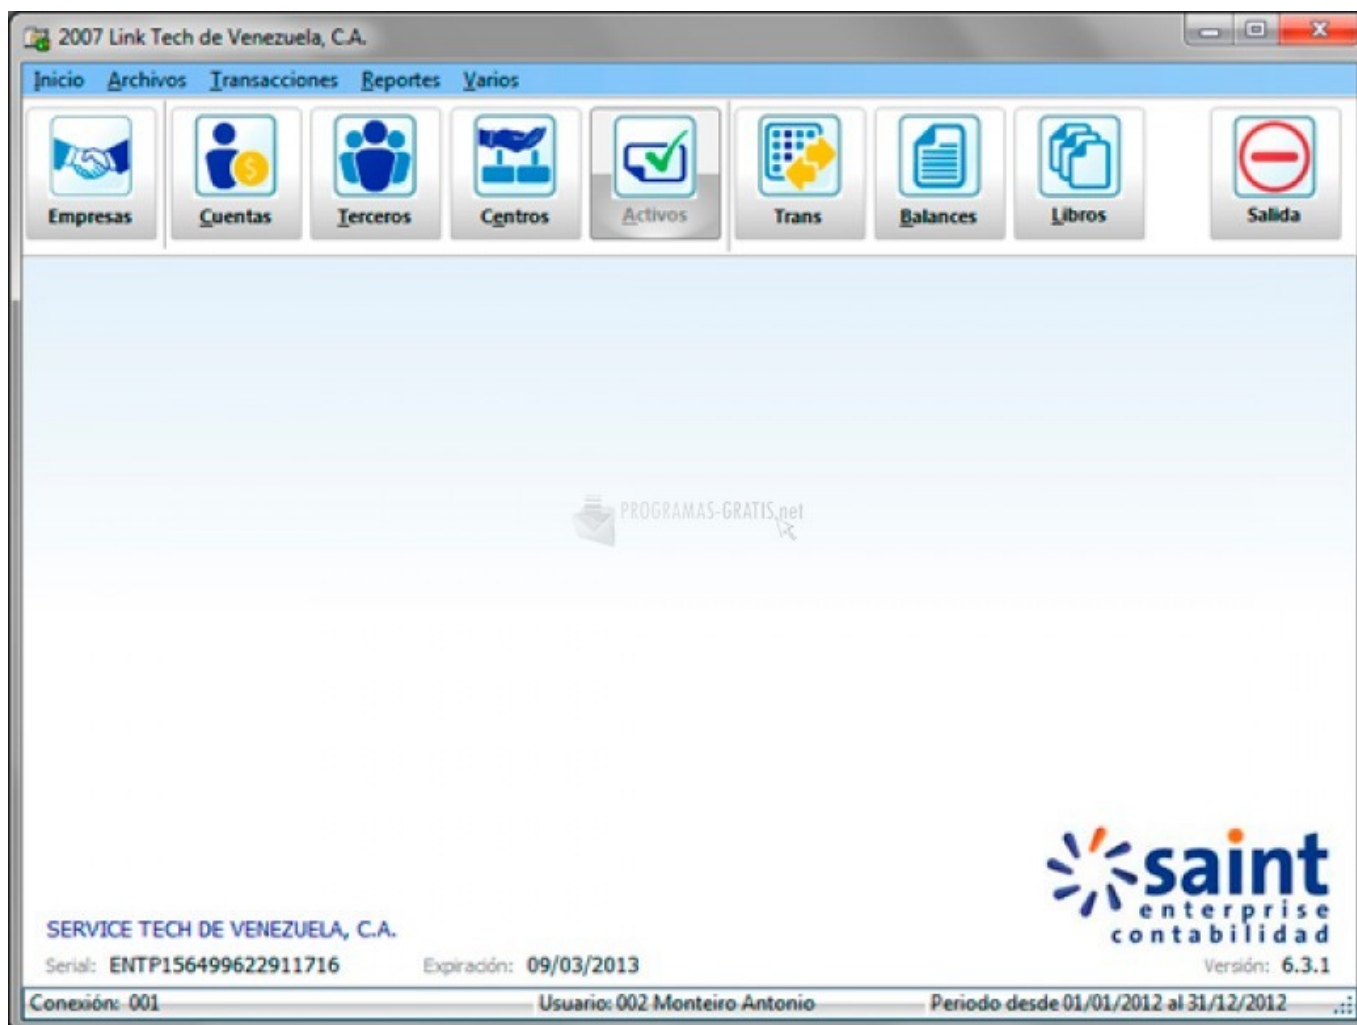 2007 Link Tech de Venezuela, C.A.
Inicio Archivos Transacciones Reportes Varios
Empresas Cuentas Terceros Centros Activos Trans Balances Libros Salida
PROGRAMAS-GRATIS.net
saint
enterprise
contabilidad
SERVICE TECH DE VENEZUELA, C.A.
Serial: ENTP156499622911716 Expiración: 09/03/2013 Versión: 6.3.1
Conexión: 001 Usuario: 002 Monteiro Antonio Periodo desde 01/01/2012 al 31/12/2012